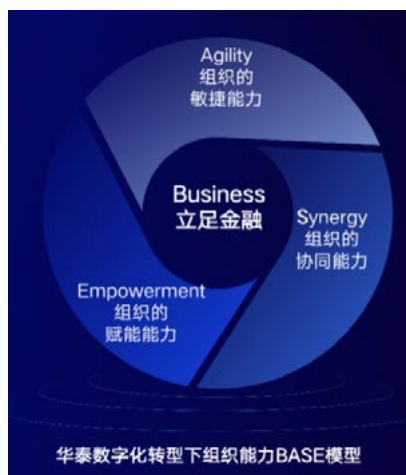 Agility
组织的
敏捷能力
Business
立足金融
Synergy
组织的
协同能力
Empowerment
组织的
赋能能力
华泰数字化转型下组织能力BASE模型